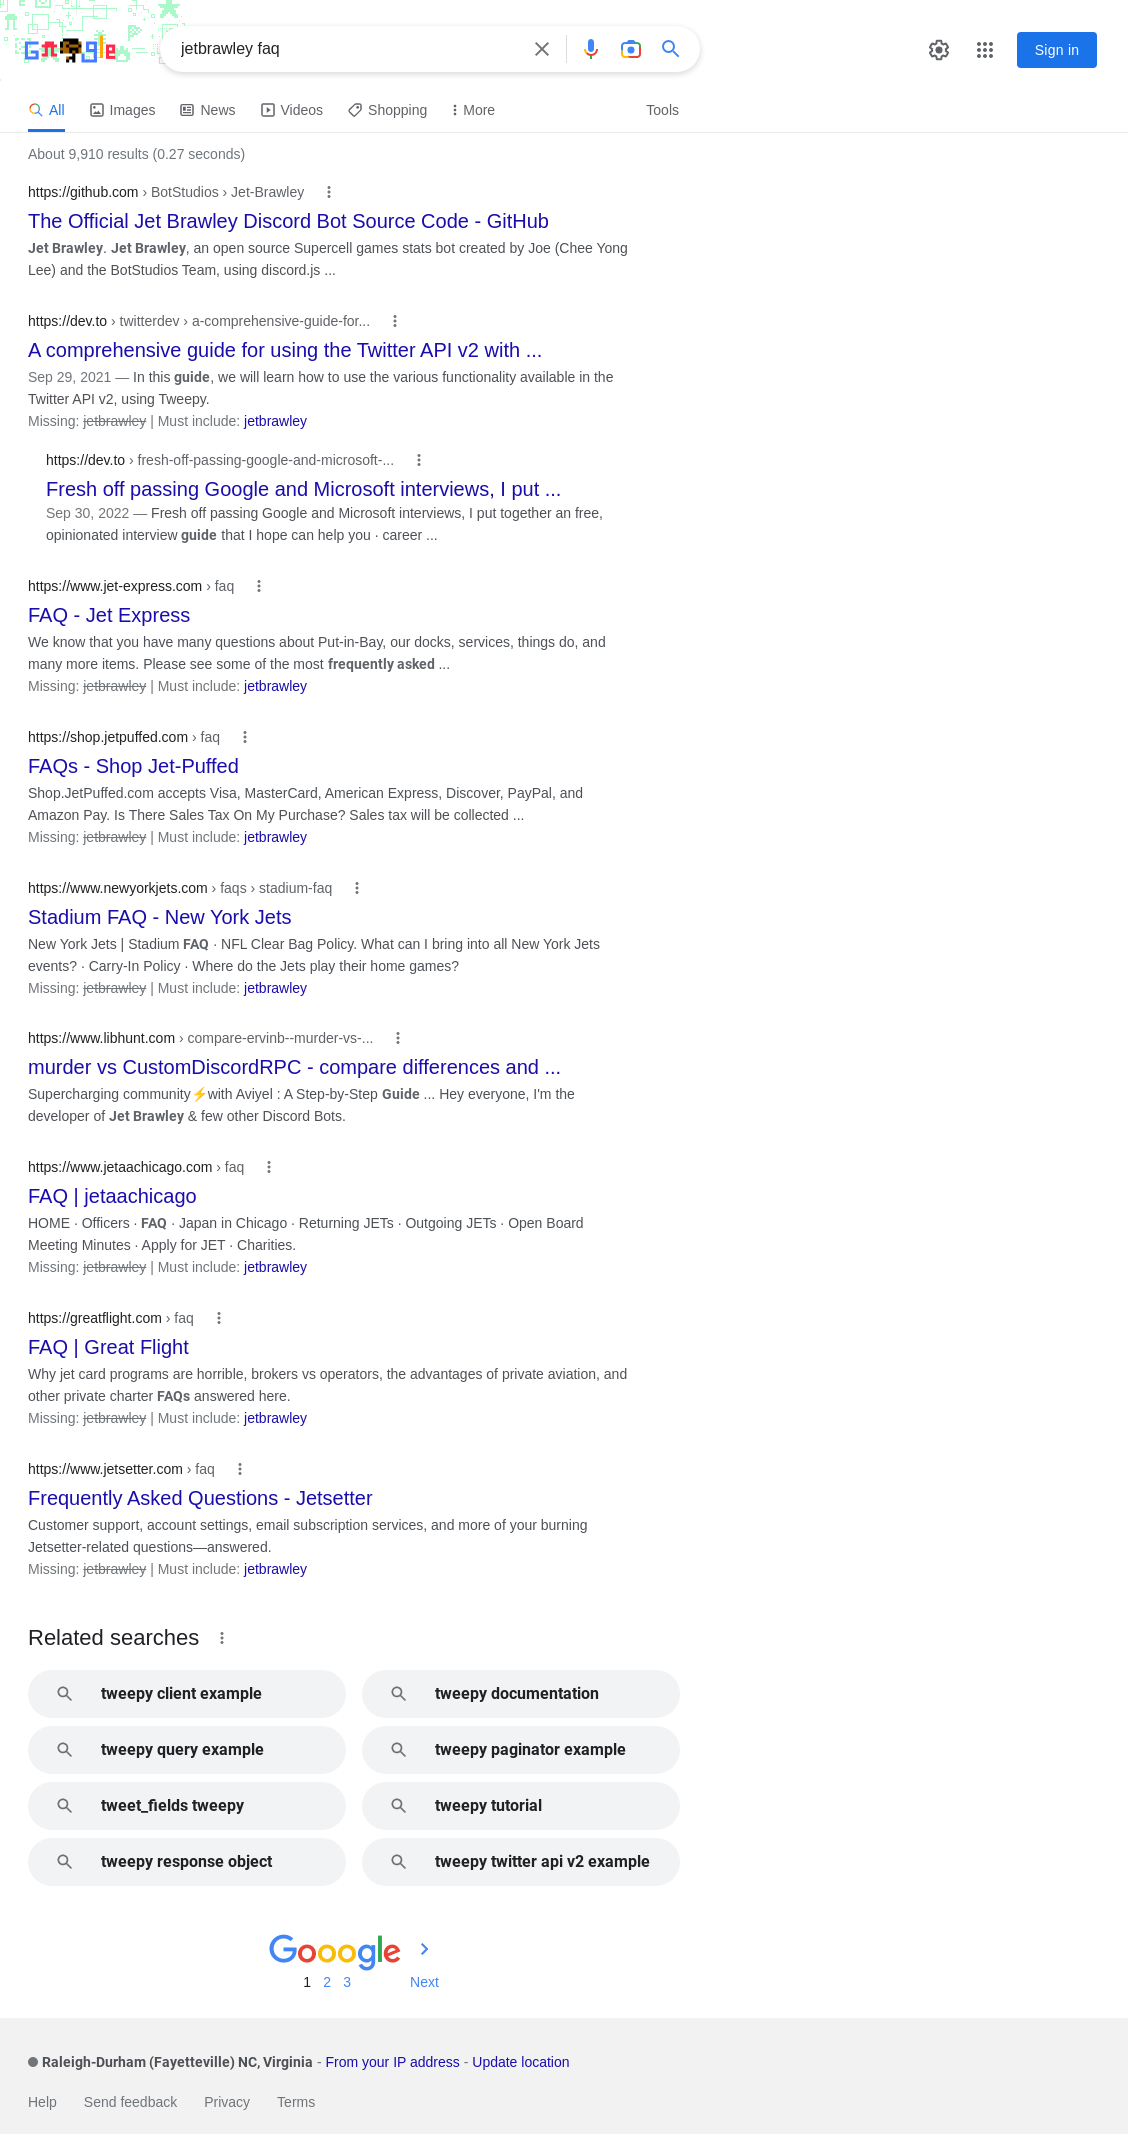 jetbrawley faq
Sign in
All Images News Videos Shopping More Tools
About 9,910 results (0.27 seconds)
https://github.com › BotStudios › Jet-Brawley
The Official Jet Brawley Discord Bot Source Code - GitHub
Jet Brawley. Jet Brawley, an open source Supercell games stats bot created by Joe (Chee Yong
Lee) and the BotStudios Team, using discord.js ...
https://dev.to › twitterdev › a-comprehensive-guide-for...
A comprehensive guide for using the Twitter API v2 with ...
Sep 29, 2021 — In this guide, we will learn how to use the various functionality available in the
Twitter API v2, using Tweepy.
Missing: jetbrawley | Must include: jetbrawley
https://dev.to › fresh-off-passing-google-and-microsoft-...
Fresh off passing Google and Microsoft interviews, I put ...
Sep 30, 2022 — Fresh off passing Google and Microsoft interviews, I put together an free,
opinionated interview guide that I hope can help you · career ...
https://www.jet-express.com › faq
FAQ - Jet Express
We know that you have many questions about Put-in-Bay, our docks, services, things do, and
many more items. Please see some of the most frequently asked ...
Missing: jetbrawley | Must include: jetbrawley
https://shop.jetpuffed.com › faq
FAQs - Shop Jet-Puffed
Shop.JetPuffed.com accepts Visa, MasterCard, American Express, Discover, PayPal, and
Amazon Pay. Is There Sales Tax On My Purchase? Sales tax will be collected ...
Missing: jetbrawley | Must include: jetbrawley
https://www.newyorkjets.com › faqs › stadium-faq
Stadium FAQ - New York Jets
New York Jets | Stadium FAQ · NFL Clear Bag Policy. What can I bring into all New York Jets
events? · Carry-In Policy · Where do the Jets play their home games?
Missing: jetbrawley | Must include: jetbrawley
https://www.libhunt.com › compare-ervinb--murder-vs-...
murder vs CustomDiscordRPC - compare differences and ...
Supercharging community⚡with Aviyel : A Step-by-Step Guide ... Hey everyone, I'm the
developer of Jet Brawley & few other Discord Bots.
https://www.jetaachicago.com › faq
FAQ | jetaachicago
HOME · Officers · FAQ · Japan in Chicago · Returning JETs · Outgoing JETs · Open Board
Meeting Minutes · Apply for JET · Charities.
Missing: jetbrawley | Must include: jetbrawley
https://greatflight.com › faq
FAQ | Great Flight
Why jet card programs are horrible, brokers vs operators, the advantages of private aviation, and
other private charter FAQs answered here.
Missing: jetbrawley | Must include: jetbrawley
https://www.jetsetter.com › faq
Frequently Asked Questions - Jetsetter
Customer support, account settings, email subscription services, and more of your burning
Jetsetter-related questions—answered.
Missing: jetbrawley | Must include: jetbrawley
Related searches
tweepy client example
tweepy documentation
tweepy query example
tweepy paginator example
tweet_fields tweepy
tweepy tutorial
tweepy response object
tweepy twitter api v2 example
Gooogle
1 2 3 Next
Raleigh-Durham (Fayetteville) NC, Virginia - From your IP address - Update location
Help Send feedback Privacy Terms